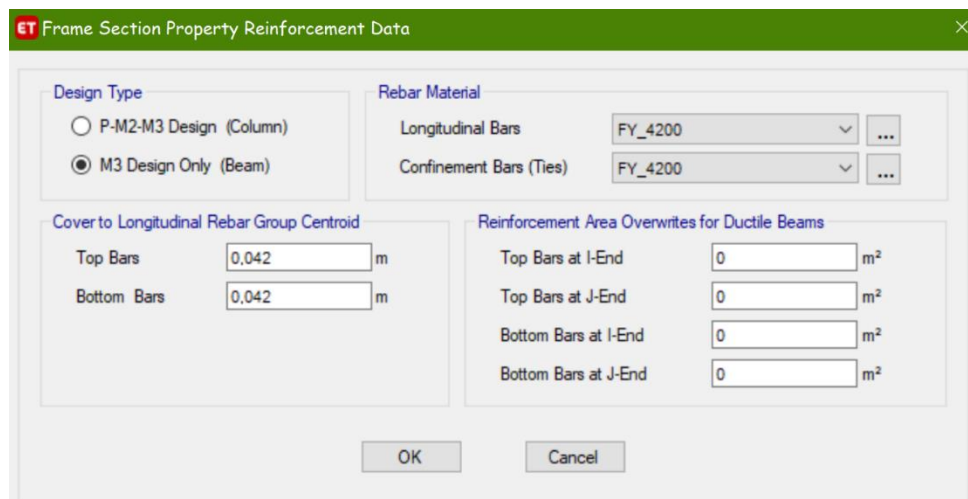 ET Frame Section Property Reinforcement Data
Design Type
P-M2-M3 Design (Column)
M3 Design Only (Beam)
Rebar Material
Longitudinal Bars FY_4200 ...
Confinement Bars (Ties) FY_4200 ...
Cover to Longitudinal Rebar Group Centroid
Top Bars 0,042 m
Bottom Bars 0,042 m
Reinforcement Area Overwrites for Ductile Beams
Top Bars at I-End 0 m²
Top Bars at J-End 0 m²
Bottom Bars at I-End 0 m²
Bottom Bars at J-End 0 m²
OK Cancel